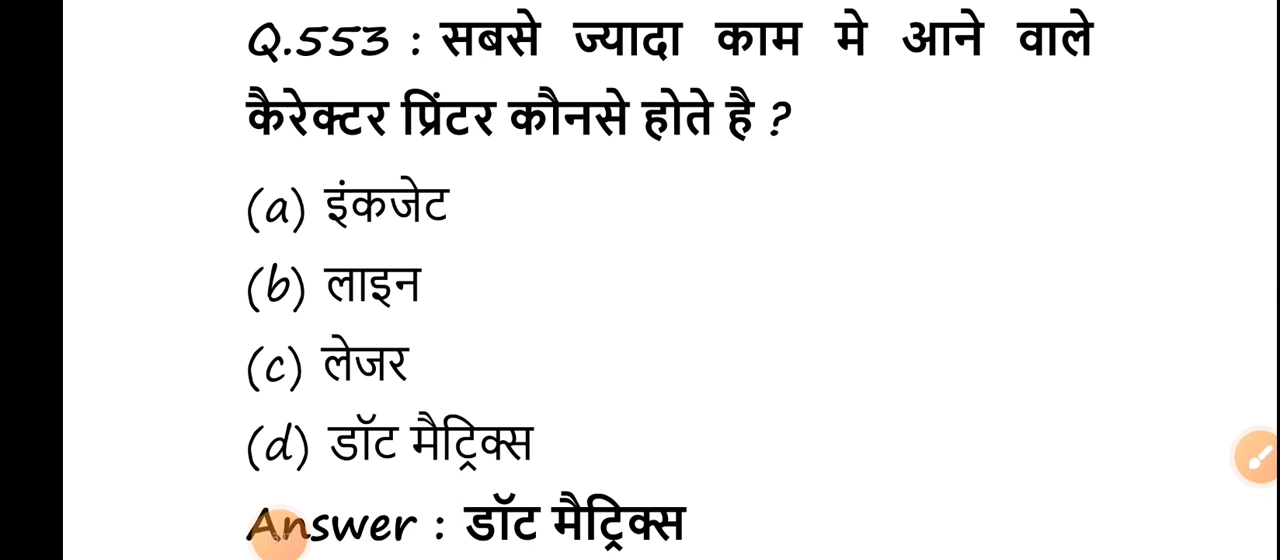 Q.553 : सबसे ज्यादा काम मे आने वाले
कैरेक्टर प्रिंटर कौनसे होते है ?
(a) इंकजेट
(b) लाइन
(c) लेजर
(d) डॉट मैट्रिक्स
Answer : डॉट मैट्रिक्स